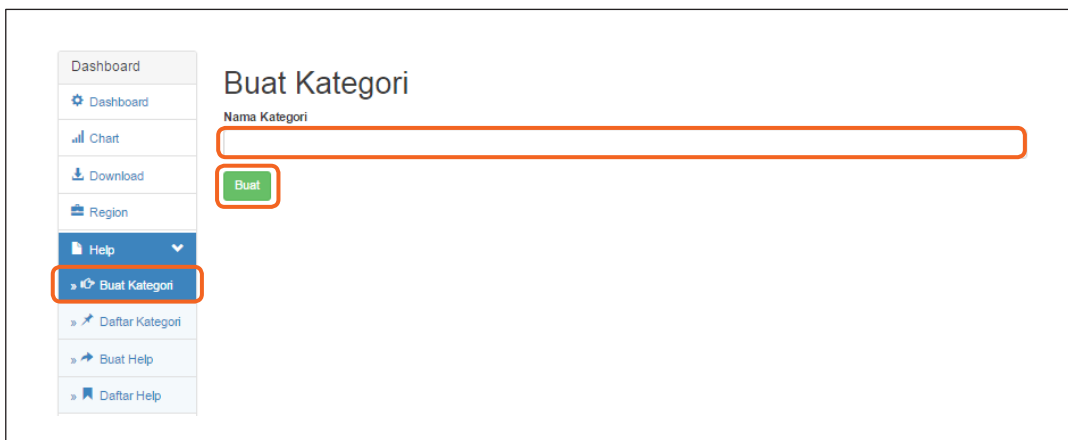 Dashboard
Dashboard
Chart
Download
Region
Help
» Buat Kategori
» Daftar Kategori
» Buat Help
» Daftar Help
Buat Kategori
Nama Kategori
Buat